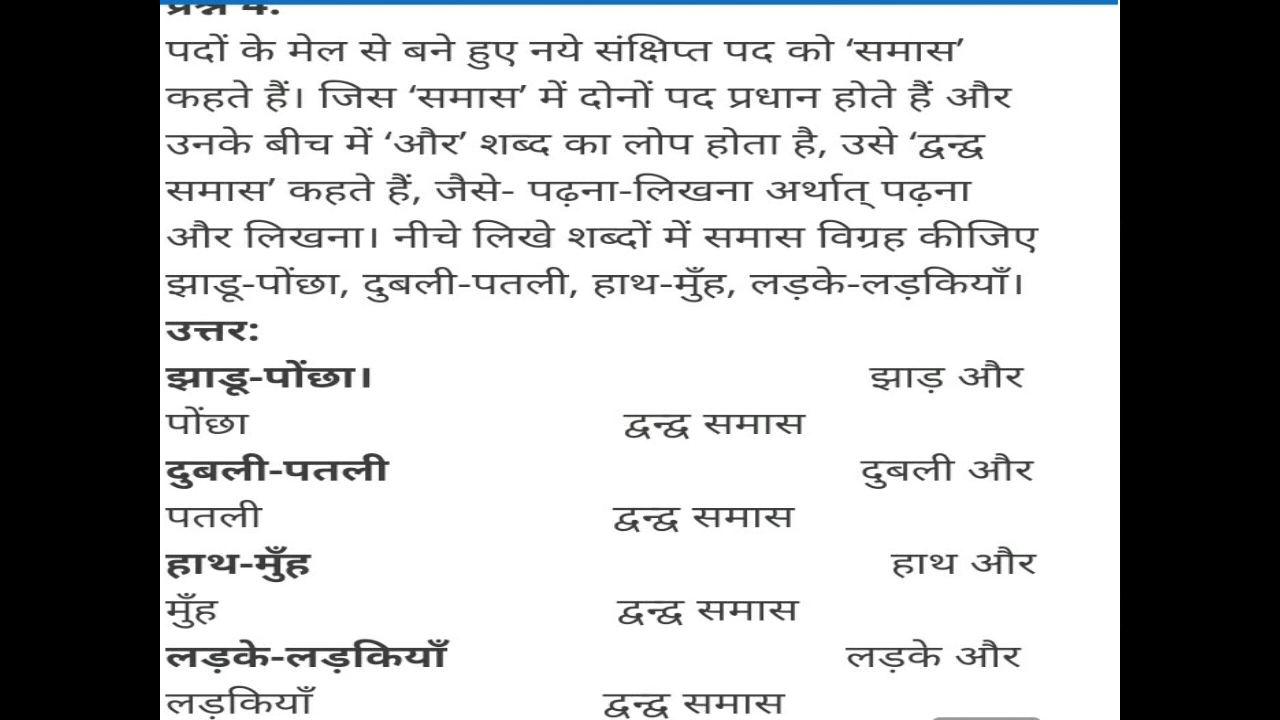 प्रश्न 4.
पदों के मेल से बने हुए नये संक्षिप्त पद को ‘समास’
कहते हैं। जिस ‘समास’ में दोनों पद प्रधान होते हैं और
उनके बीच में ‘और’ शब्द का लोप होता है, उसे ‘द्वन्द्व
समास’ कहते हैं, जैसे- पढ़ना-लिखना अर्थात् पढ़ना
और लिखना। नीचे लिखे शब्दों में समास विग्रह कीजिए
झाडू-पोंछा, दुबली-पतली, हाथ-मुँह, लड़के-लड़कियाँ।
उत्तर:
झाडू-पोंछा। झाड़ और
पोंछा द्वन्द्व समास
दुबली-पतली दुबली और
पतली द्वन्द्व समास
हाथ-मुँह हाथ और
मुँह द्वन्द्व समास
लड़के-लड़कियाँ लड़के और
लड़कियाँ द्वन्द्व समास